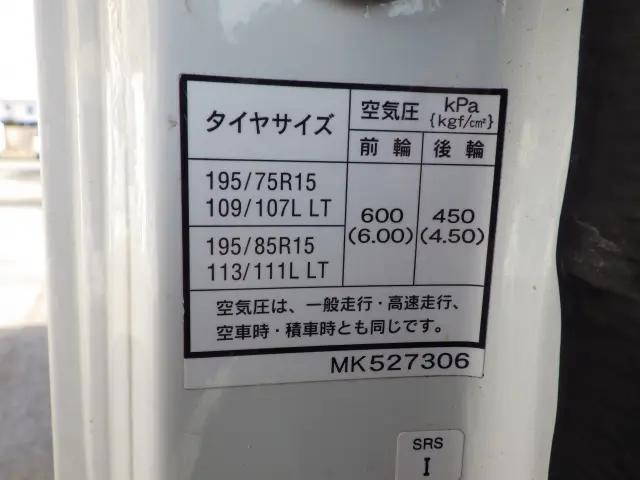 タイヤサイズ
空気圧 kPa {kgf/cm²}
前輪 後輪
195/75R15
109/107L LT
600 (6.00)
450 (4.50)
195/85R15
113/111L LT
空気圧は、一般走行・高速走行、
空車時・積車時とも同じです。
MK527306
SRS
I